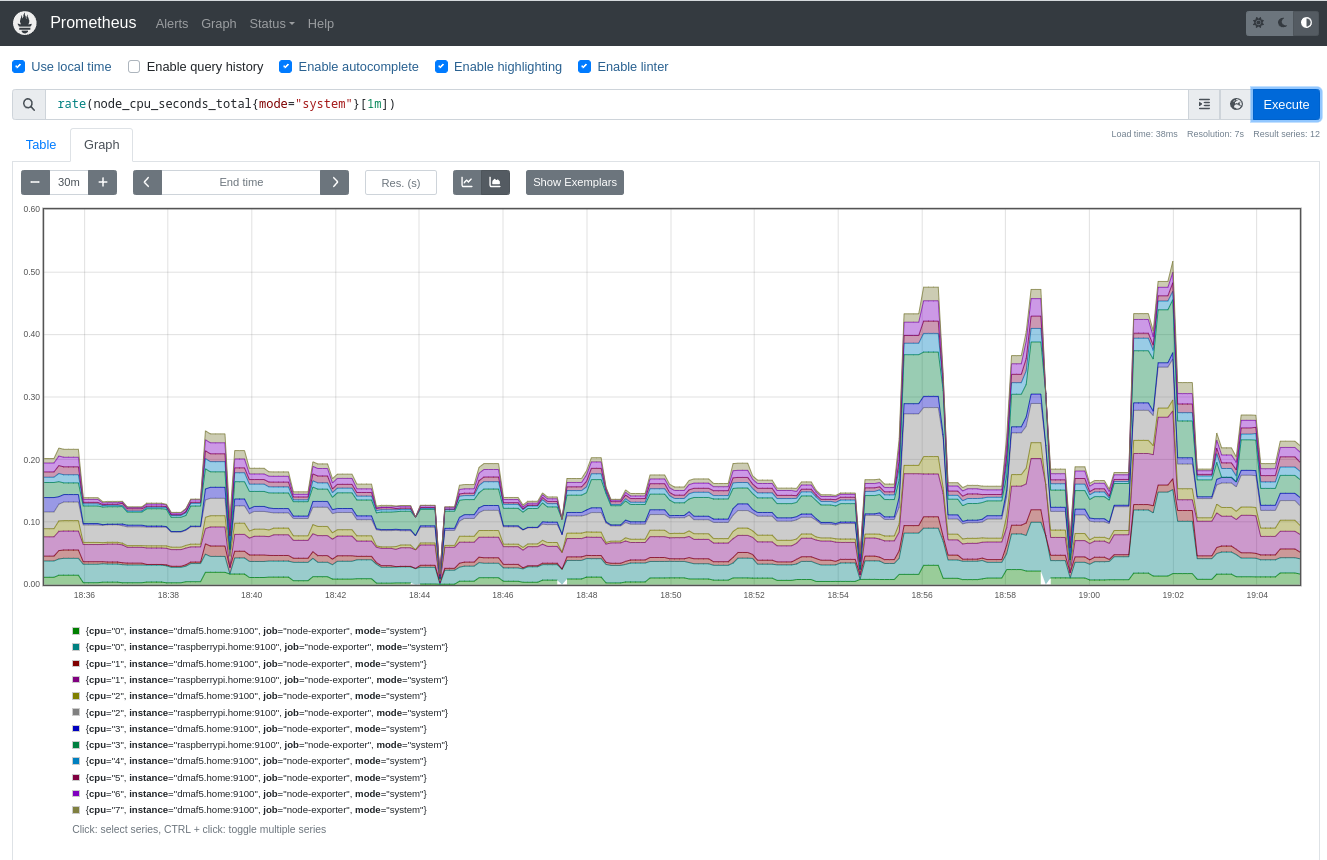 Prometheus Alerts Graph Status Help
Use local time Enable query history Enable autocomplete Enable highlighting Enable linter
rate(node_cpu_seconds_total{mode="system"}[1m]) Execute
Load time: 38ms Resolution: 7s Result series: 12
Table Graph
30m End time Res. (s) Show Exemplars
0.60
0.50
0.40
0.30
0.20
0.10
0.00
18:36 18:38 18:40 18:42 18:44 18:46 18:48 18:50 18:52 18:54 18:56 18:58 19:00 19:02 19:04
{cpu="0", instance="dmaf5.home:9100", job="node-exporter", mode="system"}
{cpu="0", instance="raspberrypi.home:9100", job="node-exporter", mode="system"}
{cpu="1", instance="dmaf5.home:9100", job="node-exporter", mode="system"}
{cpu="1", instance="raspberrypi.home:9100", job="node-exporter", mode="system"}
{cpu="2", instance="dmaf5.home:9100", job="node-exporter", mode="system"}
{cpu="2", instance="raspberrypi.home:9100", job="node-exporter", mode="system"}
{cpu="3", instance="dmaf5.home:9100", job="node-exporter", mode="system"}
{cpu="3", instance="raspberrypi.home:9100", job="node-exporter", mode="system"}
{cpu="4", instance="dmaf5.home:9100", job="node-exporter", mode="system"}
{cpu="5", instance="dmaf5.home:9100", job="node-exporter", mode="system"}
{cpu="6", instance="dmaf5.home:9100", job="node-exporter", mode="system"}
{cpu="7", instance="dmaf5.home:9100", job="node-exporter", mode="system"}
Click: select series, CTRL + click: toggle multiple series